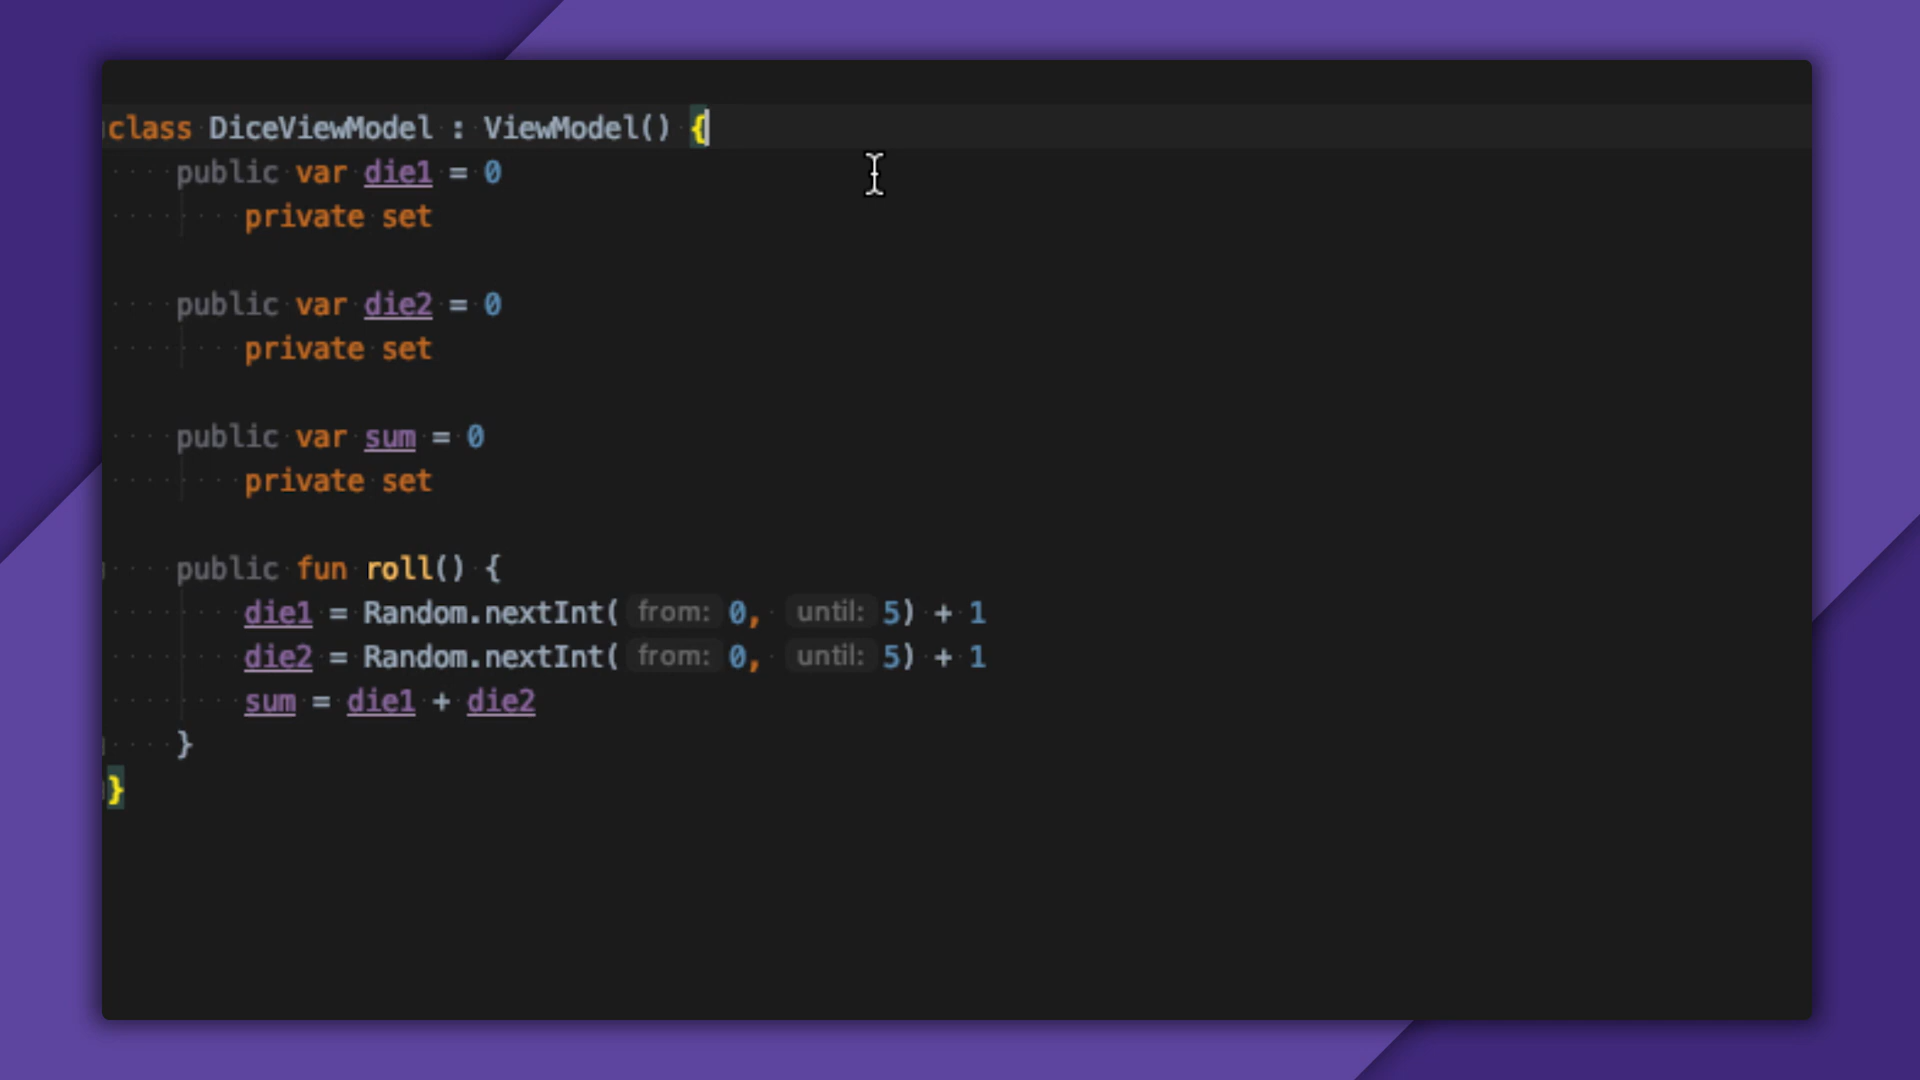 class DiceViewModel : ViewModel() {
public var die1 = 0
private set
public var die2 = 0
private set
public var sum = 0
private set
public fun roll() {
die1 = Random.nextInt( from: 0, until: 5) + 1
die2 = Random.nextInt( from: 0, until: 5) + 1
sum = die1 + die2
}
}